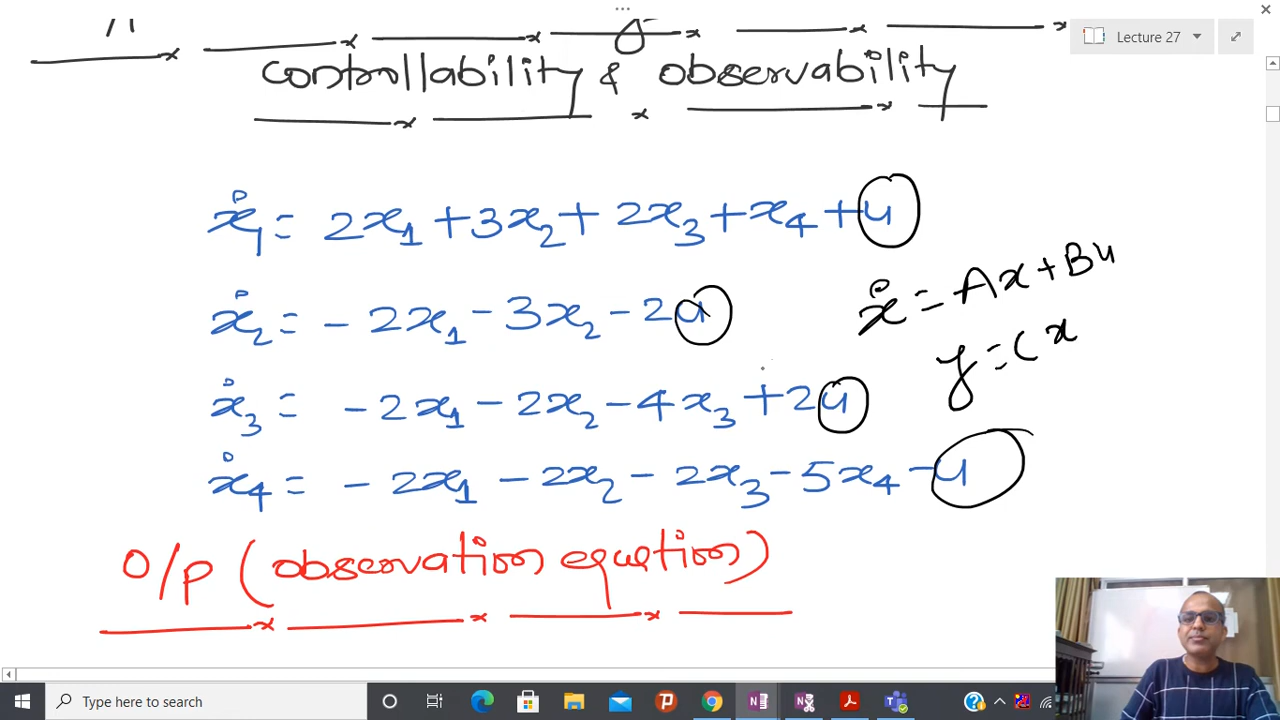 Lecture 27
controllability & observability
ẋ₁ = 2x₁ + 3x₂ + 2x₃ + x₄ + u
ẋ₂ = - 2x₁ - 3x₂ - 2u
ẋ = Ax + Bu
y = Cx
ẋ₃ = - 2x₁ - 2x₂ - 4x₃ + 2u
ẋ₄ = - 2x₁ - 2x₂ - 2x₃ - 5x₄ - u
O/P (observation equation)
Type here to search